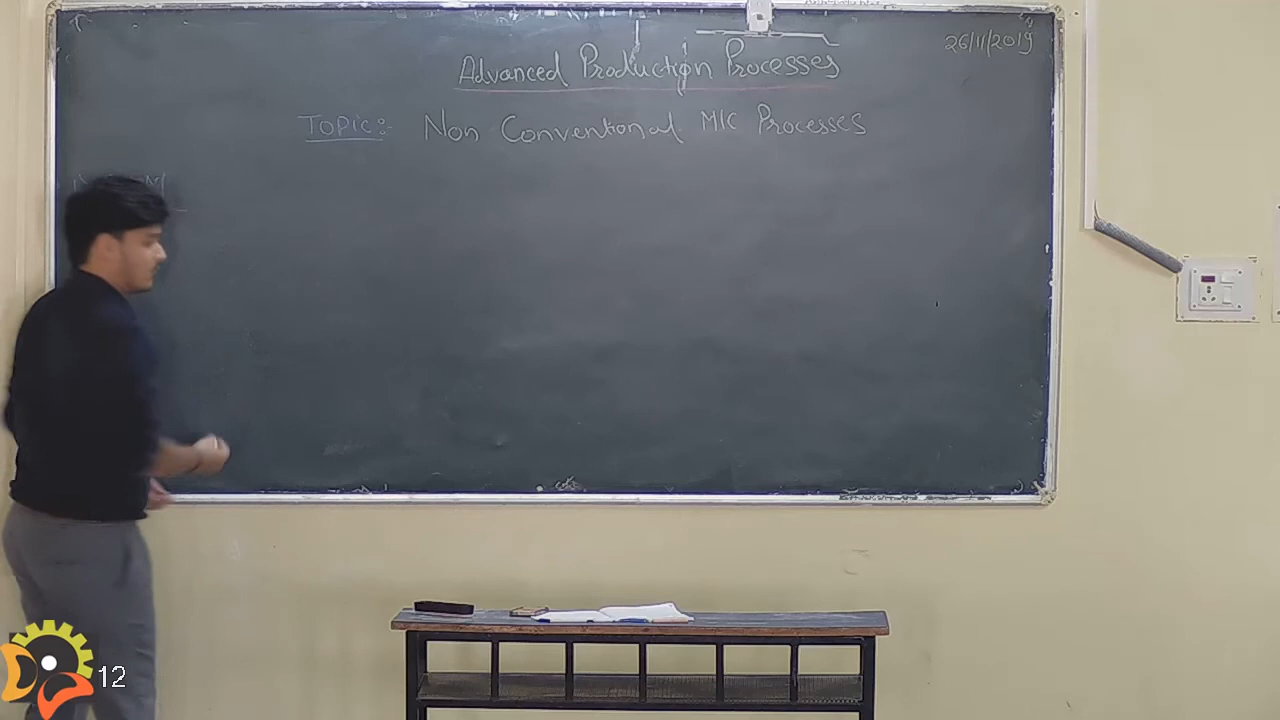 26/11/2019
Advanced Production Processes
Topic:- Non Conventional M/C Processes
12